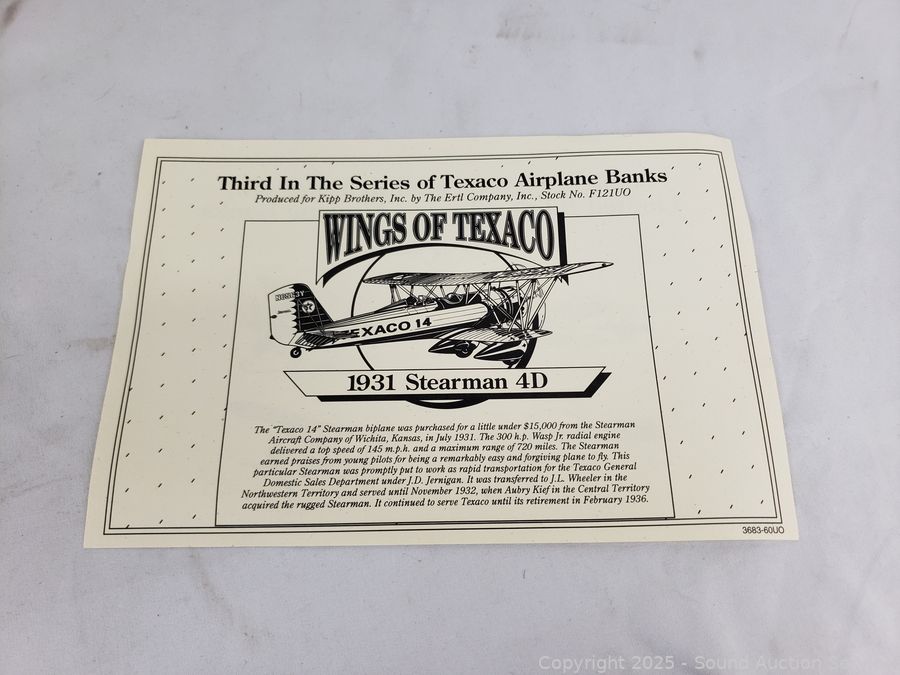 Third In The Series of Texaco Airplane Banks
Produced for Kipp Brothers, Inc. by The Ertl Company, Inc., Stock No. F121UO
WINGS OF TEXACO
TEXACO 14
1931 Stearman 4D
The "Texaco 14" Stearman biplane was purchased for a little under $15,000 from the Stearman
Aircraft Company of Wichita, Kansas, in July 1931. The 300 h.p. Wasp Jr. radial engine
delivered a top speed of 145 m.p.h. and a maximum range of 720 miles. The Stearman
earned praises from young pilots for being a remarkably easy and forgiving plane to fly. This
particular Stearman was promptly put to work as rapid transportation for the Texaco General
Domestic Sales Department under J.D. Jernigan. It was transferred to J.L. Wheeler in the
Northwestern Territory and served until November 1932, when Aubry Kief in the Central Territory
acquired the rugged Stearman. It continued to serve Texaco until its retirement in February 1936.
3683-60UO
Copyright 2025 - Sound Auction